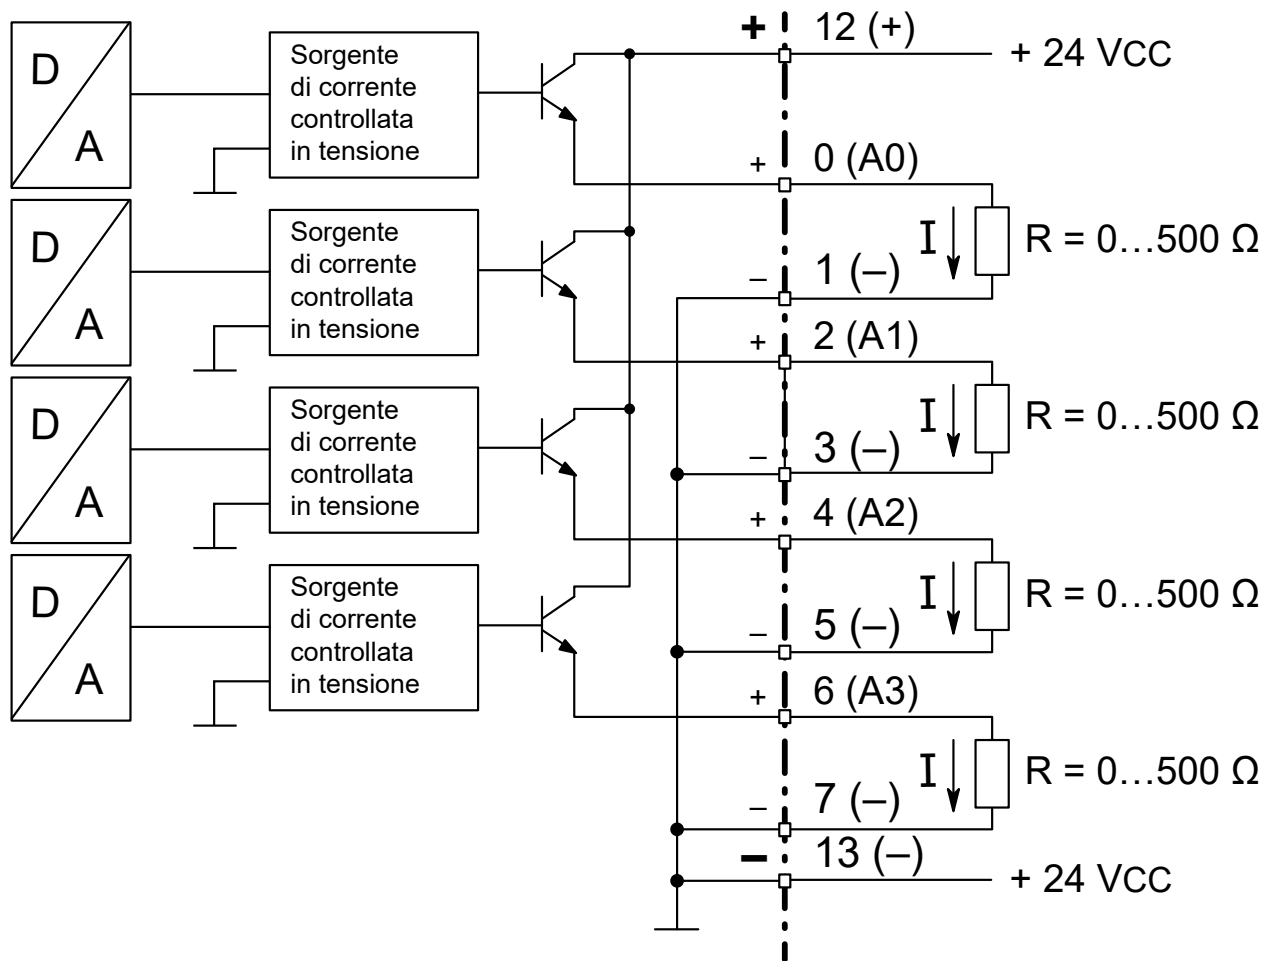 + 12 (+)
+ 24 VCC
D
A
Sorgente
di corrente
controllata
in tensione
+ 0 (A0)
I R = 0…500 Ω
– 1 (–)
D
A
Sorgente
di corrente
controllata
in tensione
+ 2 (A1)
I R = 0…500 Ω
– 3 (–)
D
A
Sorgente
di corrente
controllata
in tensione
+ 4 (A2)
I R = 0…500 Ω
– 5 (–)
D
A
Sorgente
di corrente
controllata
in tensione
+ 6 (A3)
I R = 0…500 Ω
– 7 (–)
– 13 (–)
+ 24 VCC